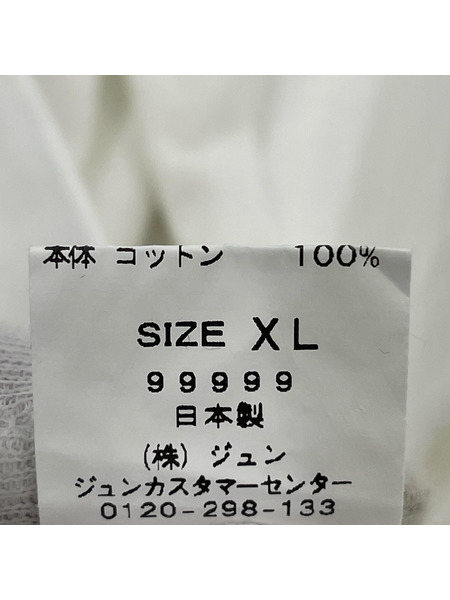 本体 コットン 100%
SIZE XL
99999
日本製
(株) ジュン
ジュンカスタマーセンター
0120-298-133